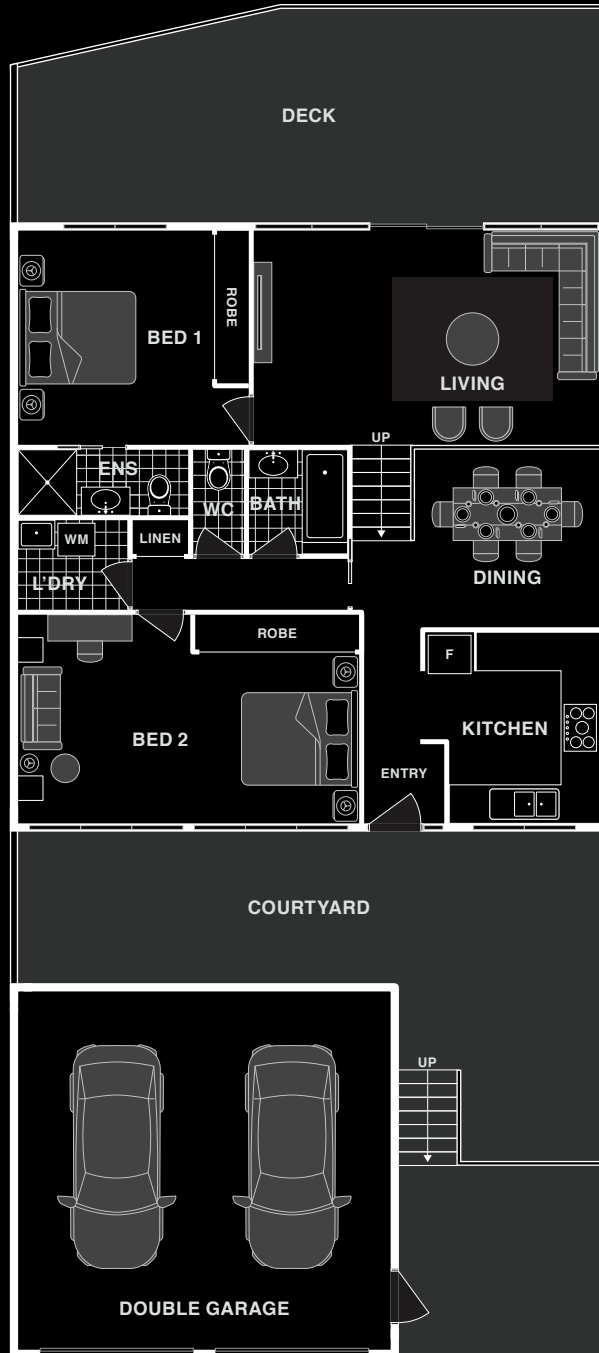 DECK
ROBE
BED 1
LIVING
UP
ENS
WC
BATH
WM
LINEN
L'DRY
DINING
ROBE
F
BED 2
KITCHEN
ENTRY
COURTYARD
UP
DOUBLE GARAGE